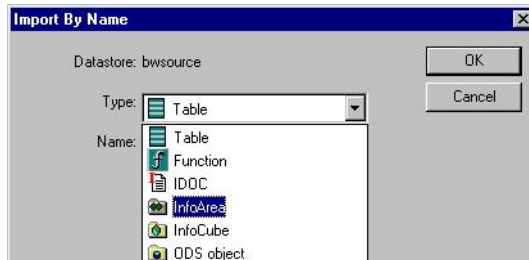 Import By Name
Datastore: bwsource
OK
Type: Table
Cancel
Name: Table
Function
IDOC
InfoArea
InfoCube
ODS object